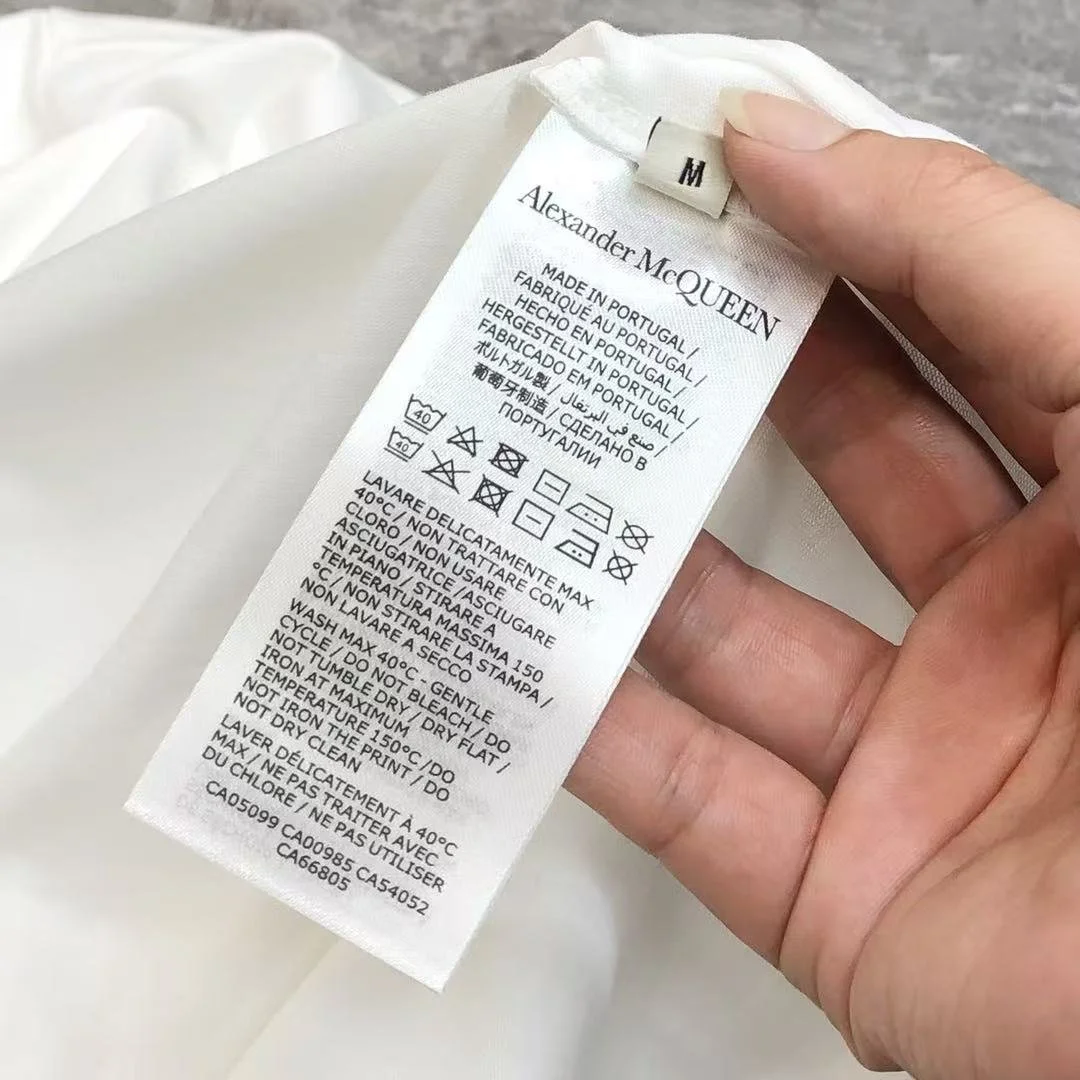 M
Alexander McQUEEN
MADE IN PORTUGAL /
FABRIQUÉ AU PORTUGAL /
HECHO EN PORTUGAL /
HERGESTELLT IN PORTUGAL /
FABRICADO EM PORTUGAL /
ポルトガル製 / صنع في البرتغال /
葡萄牙制造 / СДЕЛАНО В
ПОРТУГАЛИИ
40
40
LAVARE DELICATAMENTE MAX
40°C / NON TRATTARE CON
CLORO / NON USARE
ASCIUGATRICE /ASCIUGARE
IN PIANO / STIRARE A
TEMPERATURA MASSIMA 150
°C / NON STIRARE LA STAMPA /
NON LAVARE A SECCO
WASH MAX 40°C - GENTLE
CYCLE / DO NOT BLEACH / DO
NOT TUMBLE DRY / DRY FLAT /
IRON AT MAXIMUM
TEMPERATURE 150°C /DO
NOT IRON THE PRINT / DO
NOT DRY CLEAN
LAVER DÉLICATEMENT À 40°C
MAX / NE PAS TRAITER AVEC
DU CHLORE / NE PAS UTILISER
CA05099 CA00985 CA54052
CA66805